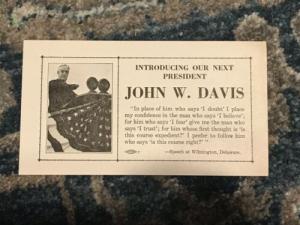 INTRODUCING OUR NEXT
PRESIDENT
JOHN W. DAVIS
"In place of him who says 'I doubt' I place
my confidence in the man who says 'I believe';
for him who says 'I fear' give me the man who
says 'I trust'; for him whose first thought is 'is
this course expedient?' I prefer to follow him
who says 'is this course right?' "
—Speech at Wilmington, Delaware.